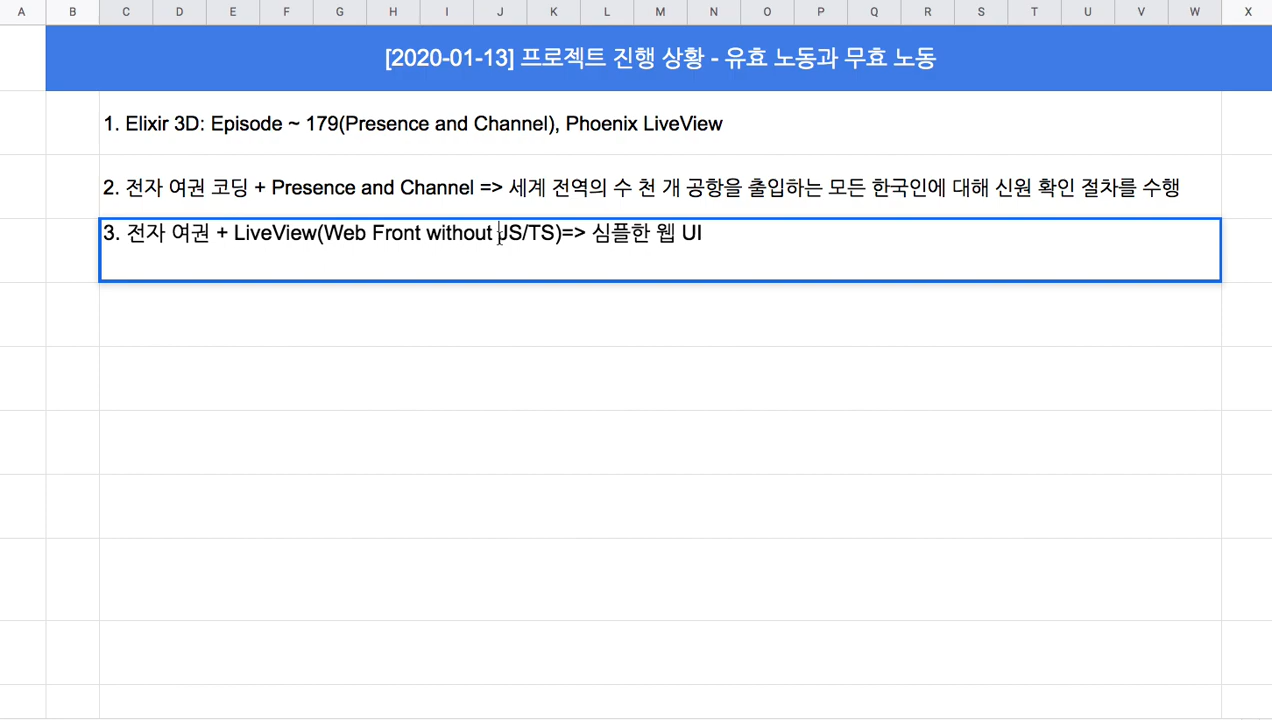 A B C D E F G H I J K L M N O P Q R S T U V W X
[2020-01-13] 프로젝트 진행 상황 - 유효 노동과 무효 노동
1. Elixir 3D: Episode ~ 179(Presence and Channel), Phoenix LiveView
2. 전자 여권 코딩 + Presence and Channel => 세계 전역의 수 천 개 공항을 출입하는 모든 한국인에 대해 신원 확인 절차를 수행
3. 전자 여권 + LiveView(Web Front without JS/TS)=> 심플한 웹 UI